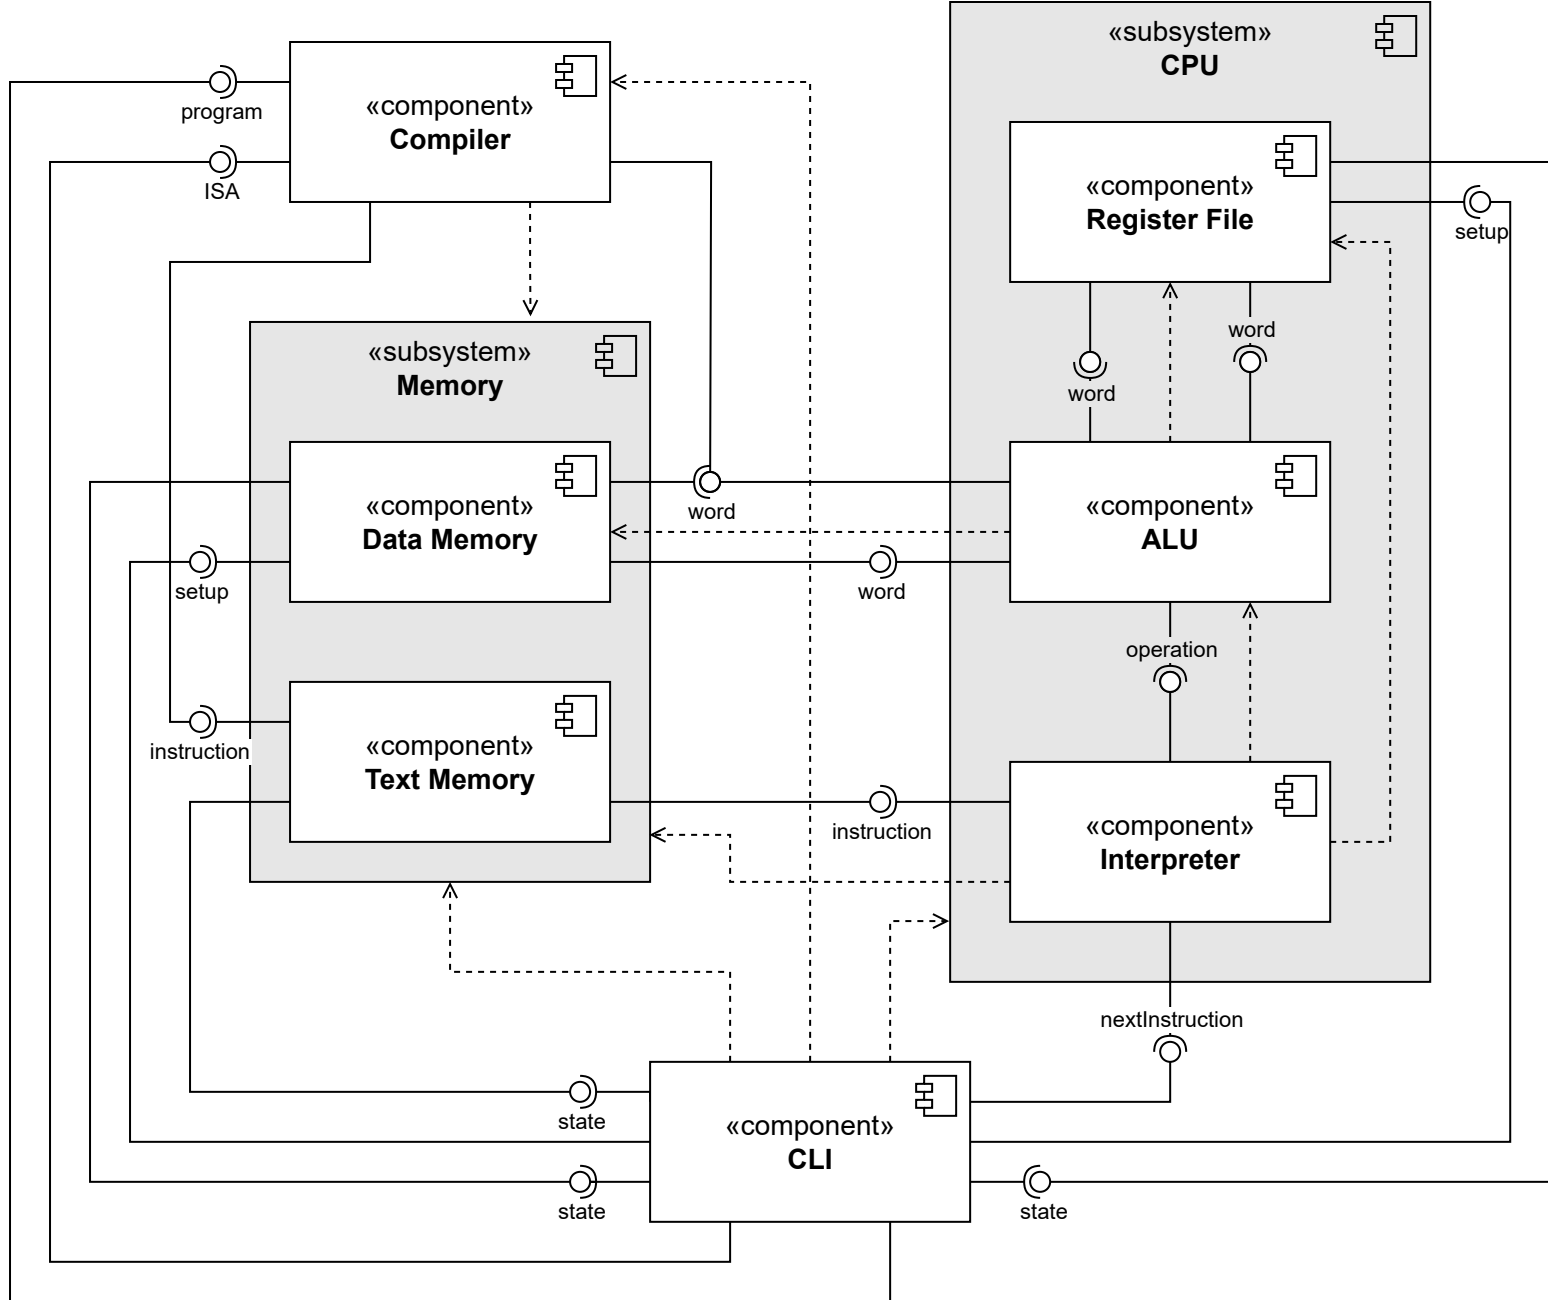 «subsystem»
CPU
«component»
Compiler
program
ISA
«component»
Register File
setup
word
word
«subsystem»
Memory
«component»
Data Memory
word
setup
word
«component»
ALU
operation
«component»
Text Memory
instruction
instruction
«component»
Interpreter
nextInstruction
state
«component»
CLI
state
state